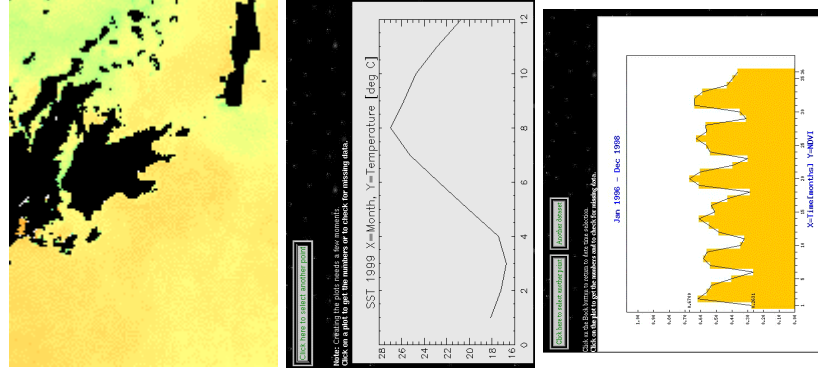 Click here to select another point
Note: Creating the plots needs a few moments.
Click on a plot to get the numbers or to check for missing data.
SST 1999 X=Month, Y=Temperature [deg C]
28
26
24
22
20
18
16
0
2
4
6
8
10
12
Click here to select another point
Another dataset
Click on the Back button to return to date/time selection.
Click on the plot to get the numbers and to check for missing data.
Jan 1996 - Dec 1998
X=Time[months] Y=NDVI